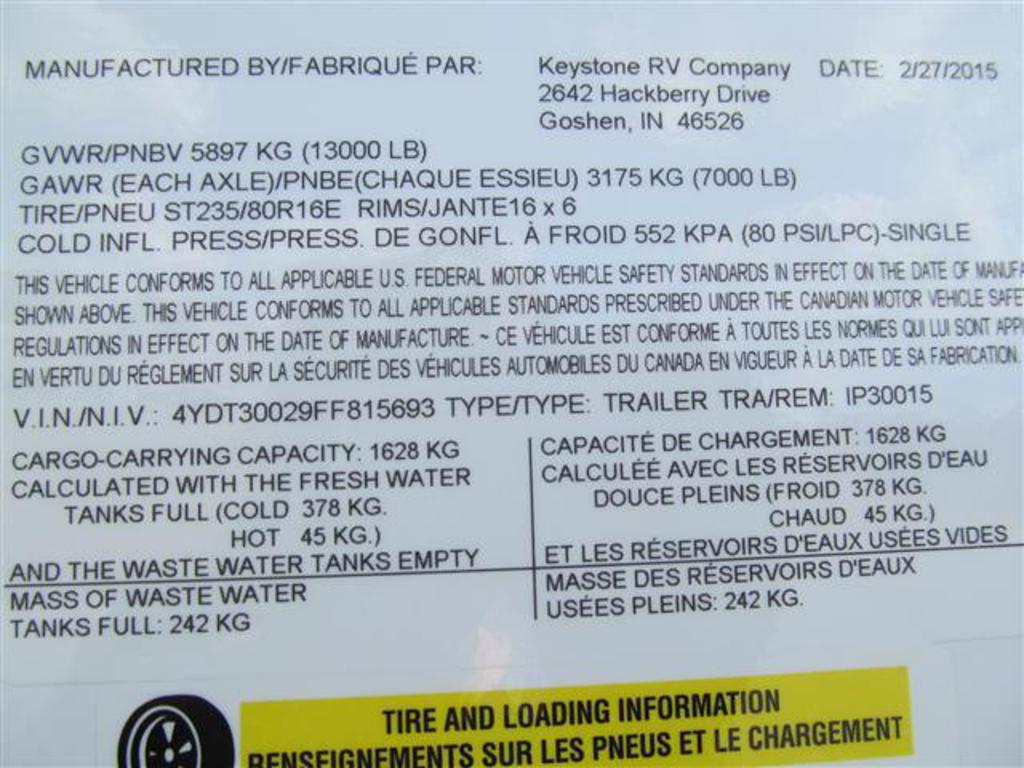 MANUFACTURED BY/FABRIQUÉ PAR: Keystone RV Company DATE: 2/27/2015
2642 Hackberry Drive
Goshen, IN 46526
GVWR/PNBV 5897 KG (13000 LB)
GAWR (EACH AXLE)/PNBE(CHAQUE ESSIEU) 3175 KG (7000 LB)
TIRE/PNEU ST235/80R16E RIMS/JANTE16 x 6
COLD INFL. PRESS/PRESS. DE GONFL. À FROID 552 KPA (80 PSI/LPC)-SINGLE
THIS VEHICLE CONFORMS TO ALL APPLICABLE U.S. FEDERAL MOTOR VEHICLE SAFETY STANDARDS IN EFFECT ON THE DATE OF MANUFA
SHOWN ABOVE. THIS VEHICLE CONFORMS TO ALL APPLICABLE STANDARDS PRESCRIBED UNDER THE CANADIAN MOTOR VEHICLE SAFE
REGULATIONS IN EFFECT ON THE DATE OF MANUFACTURE. ~ CE VÉHICULE EST CONFORME À TOUTES LES NORMES QUI LUI SONT APP
EN VERTU DU RÉGLEMENT SUR LA SÉCURITÉ DES VÉHICULES AUTOMOBILES DU CANADA EN VIGUEUR À LA DATE DE SA FABRICATION.
V.I.N./N.I.V.: 4YDT30029FF815693 TYPE/TYPE: TRAILER TRA/REM: IP30015
CARGO-CARRYING CAPACITY: 1628 KG
CALCULATED WITH THE FRESH WATER
TANKS FULL (COLD 378 KG.
HOT 45 KG.)
AND THE WASTE WATER TANKS EMPTY
MASS OF WASTE WATER
TANKS FULL: 242 KG
CAPACITÉ DE CHARGEMENT: 1628 KG
CALCULÉÉ AVEC LES RÉSERVOIRS D'EAU
DOUCE PLEINS (FROID 378 KG.
CHAUD 45 KG.)
ET LES RÉSERVOIRS D'EAUX USÉES VIDES
MASSE DES RÉSERVOIRS D'EAUX
USÉES PLEINS: 242 KG.
TIRE AND LOADING INFORMATION
RENSEIGNEMENTS SUR LES PNEUS ET LE CHARGEMENT